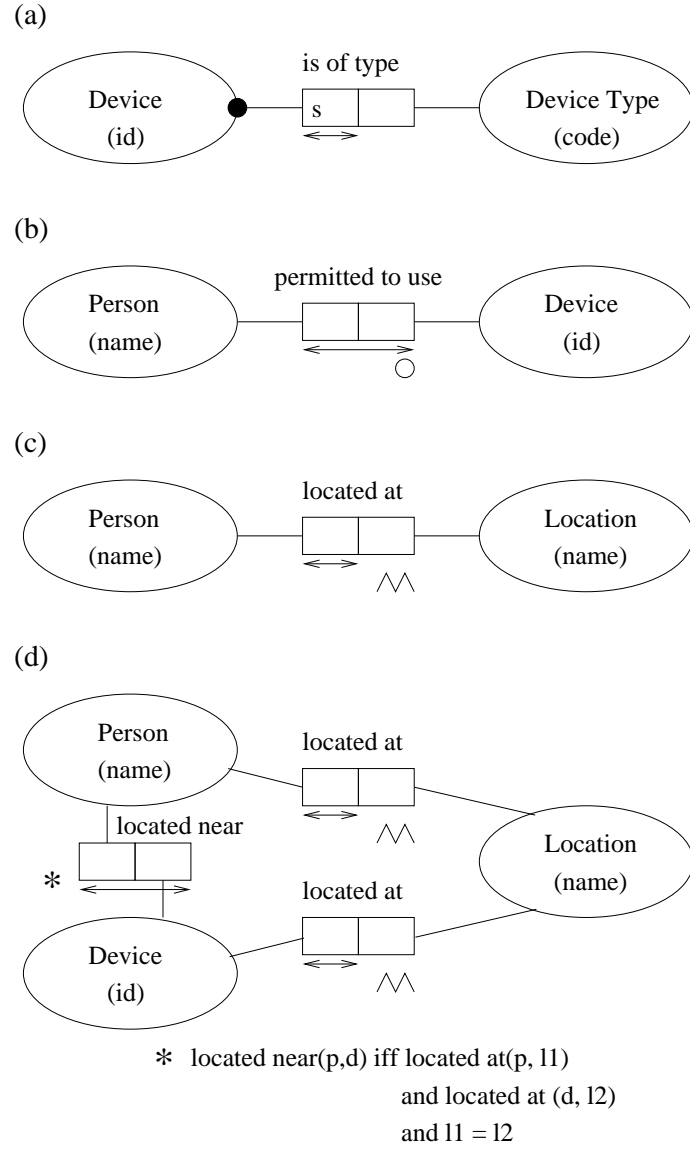 (a)
is of type
Device
(id)
s
Device Type
(code)
(b)
permitted to use
Person
(name)
Device
(id)
(c)
located at
Person
(name)
Location
(name)
(d)
Person
(name)
located at
located near
*
Location
(name)
located at
Device
(id)
* located near(p,d) iff located at(p, l1)
and located at (d, l2)
and l1 = l2